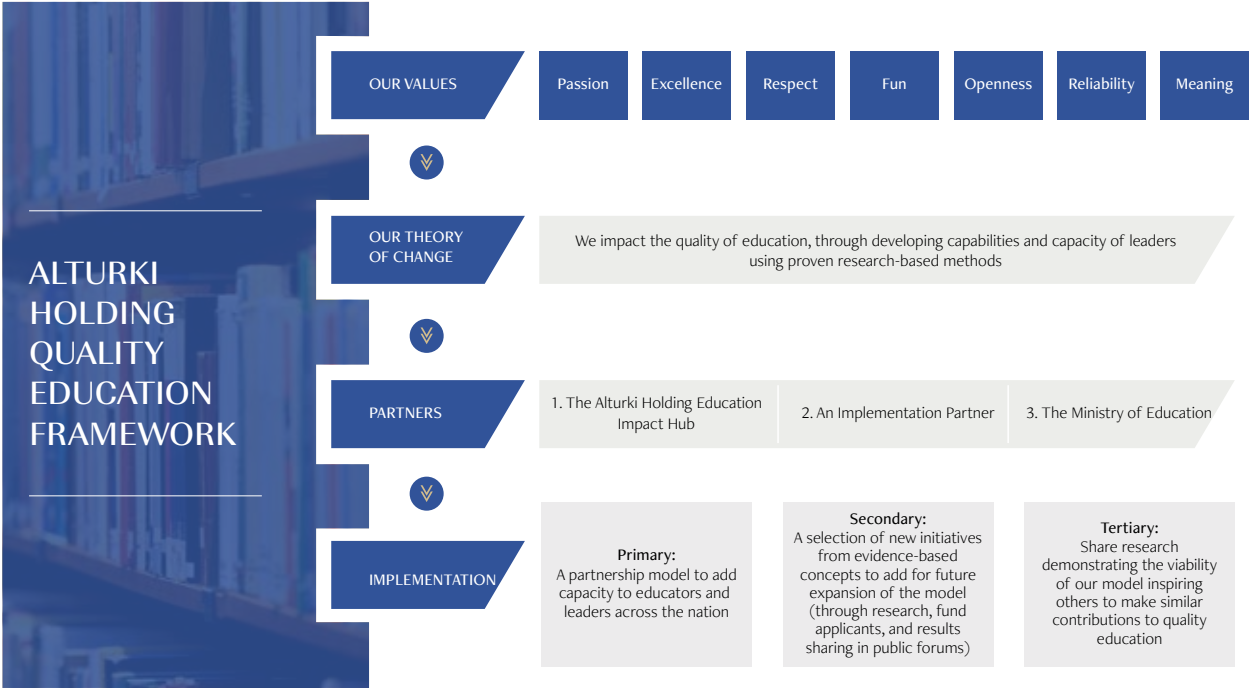 ALTURKI
HOLDING
QUALITY
EDUCATION
FRAMEWORK
OUR VALUES
Passion
Excellence
Respect
Fun
Openness
Reliability
Meaning
OUR THEORY
OF CHANGE
We impact the quality of education, through developing capabilities and capacity of leaders
using proven research-based methods
PARTNERS
1. The Alturki Holding Education
Impact Hub
2. An Implementation Partner
3. The Ministry of Education
IMPLEMENTATION
Primary:
A partnership model to add
capacity to educators and
leaders across the nation
Secondary:
A selection of new initiatives
from evidence-based
concepts to add for future
expansion of the model
(through research, fund
applicants, and results
sharing in public forums)
Tertiary:
Share research
demonstrating the viability
of our model inspiring
others to make similar
contributions to quality
education